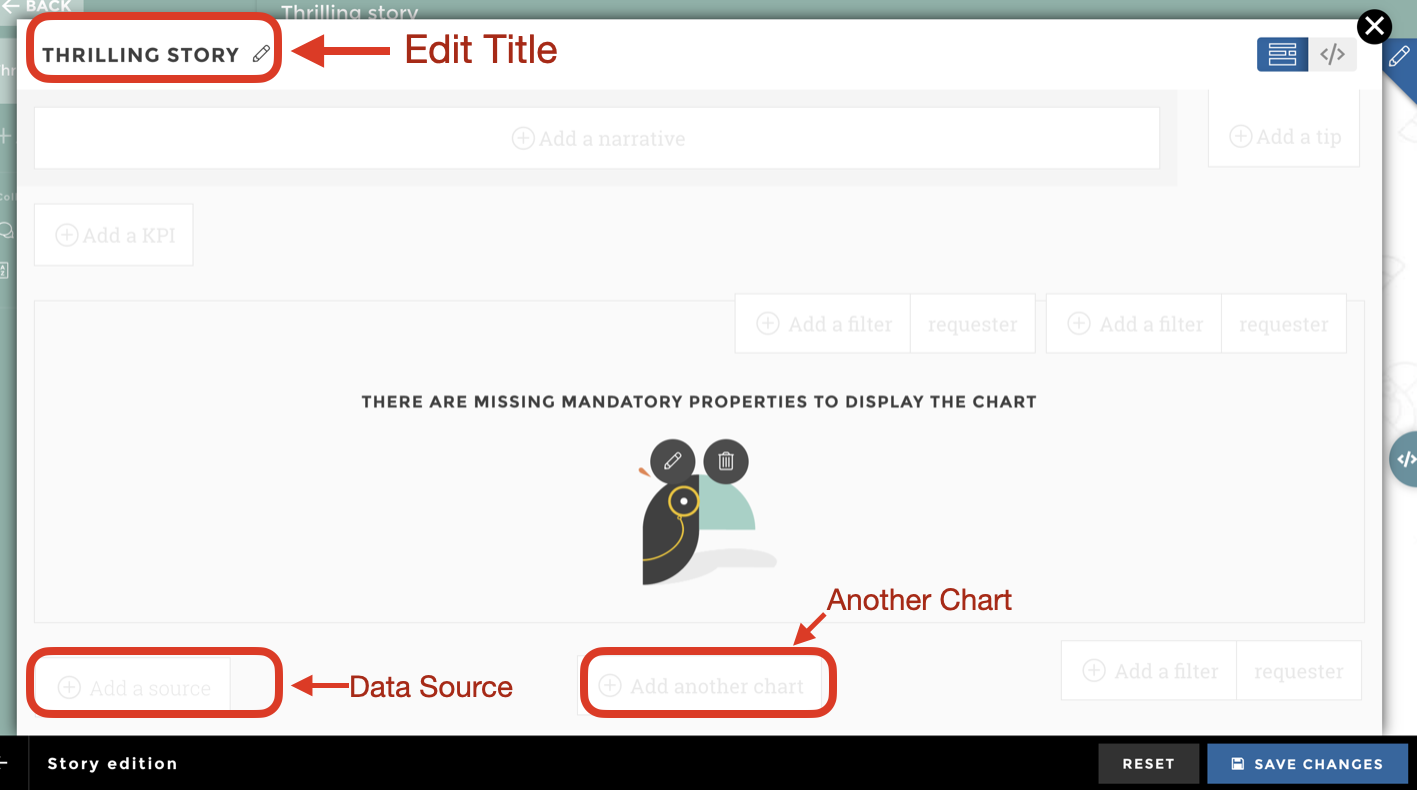 BACK
Thrilling story
THRILLING STORY
Edit Title
</>
Thr
Add a narrative
Add a tip
Coll
Add a KPI
Add a filter
requester
Add a filter
requester
THERE ARE MISSING MANDATORY PROPERTIES TO DISPLAY THE CHART
</>
Another Chart
Add a source
Data Source
Add another chart
Add a filter
requester
Story edition
RESET
SAVE CHANGES